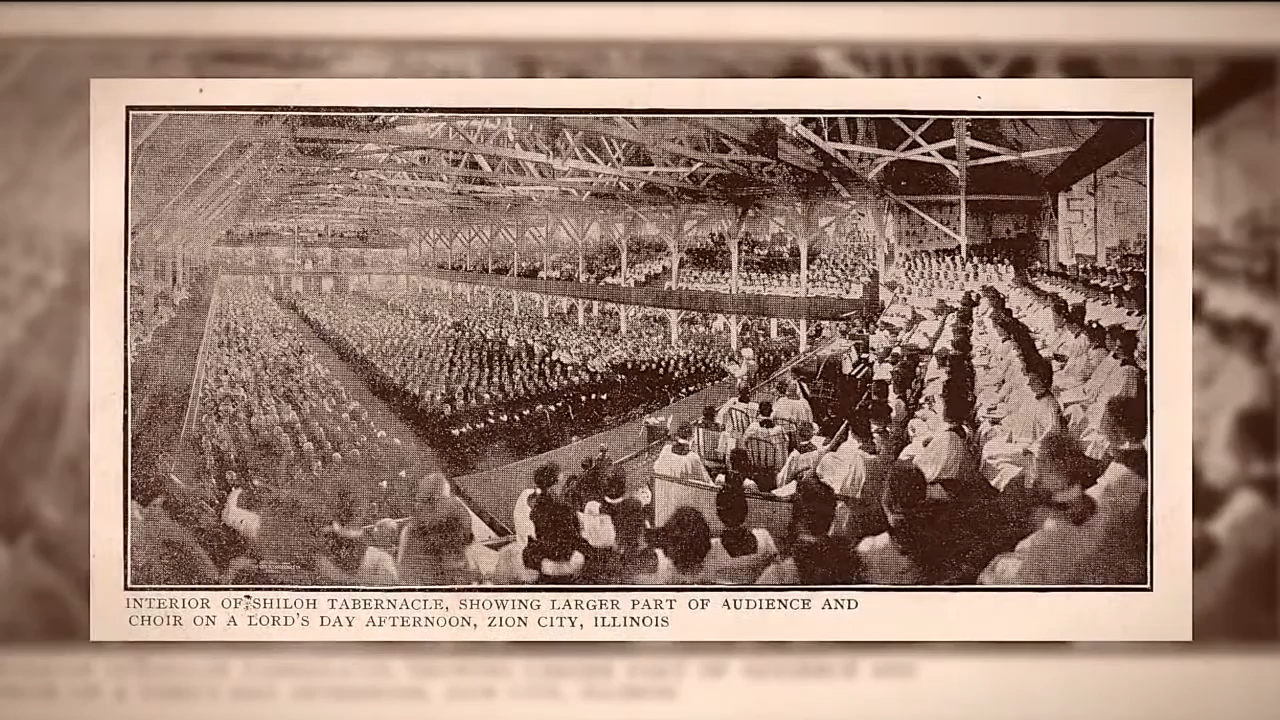 INTERIOR OF SHILOH TABERNACLE, SHOWING LARGER PART OF AUDIENCE AND
CHOIR ON A LORD'S DAY AFTERNOON, ZION CITY, ILLINOIS